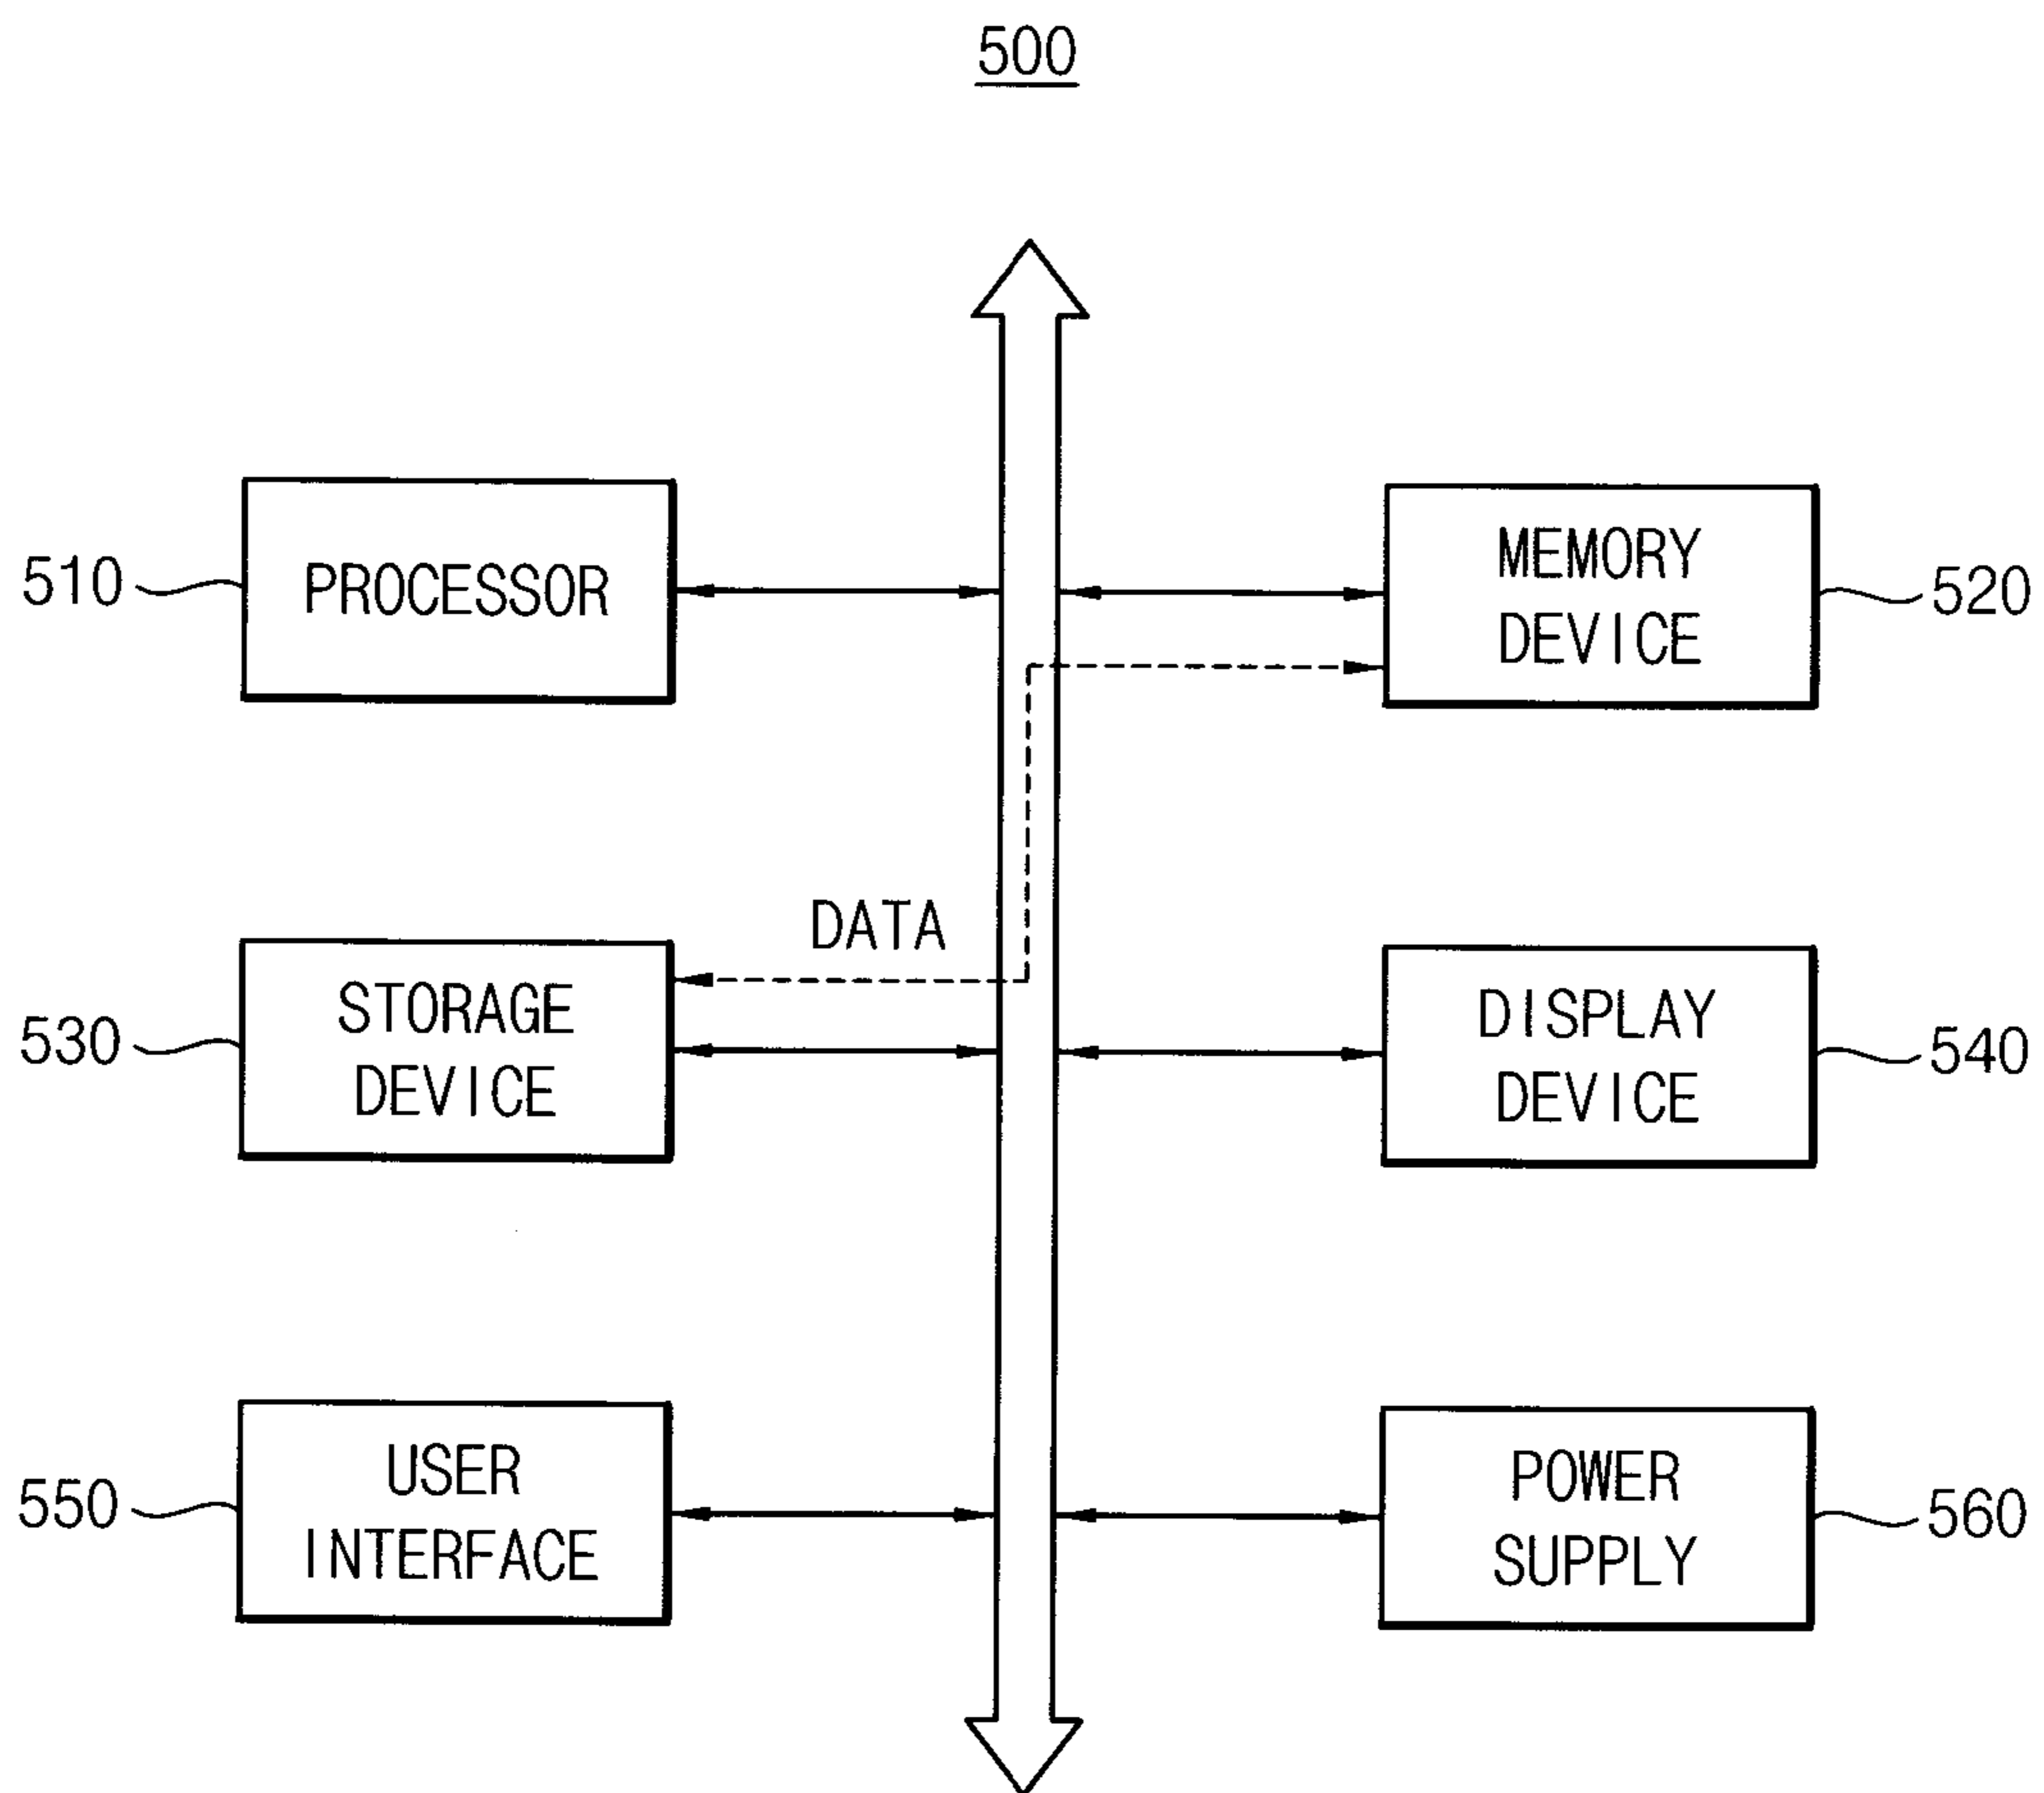 500
510
PROCESSOR
MEMORY
DEVICE
520
DATA
530
STORAGE
DEVICE
DISPLAY
DEVICE
540
550
USER
INTERFACE
POWER
SUPPLY
560